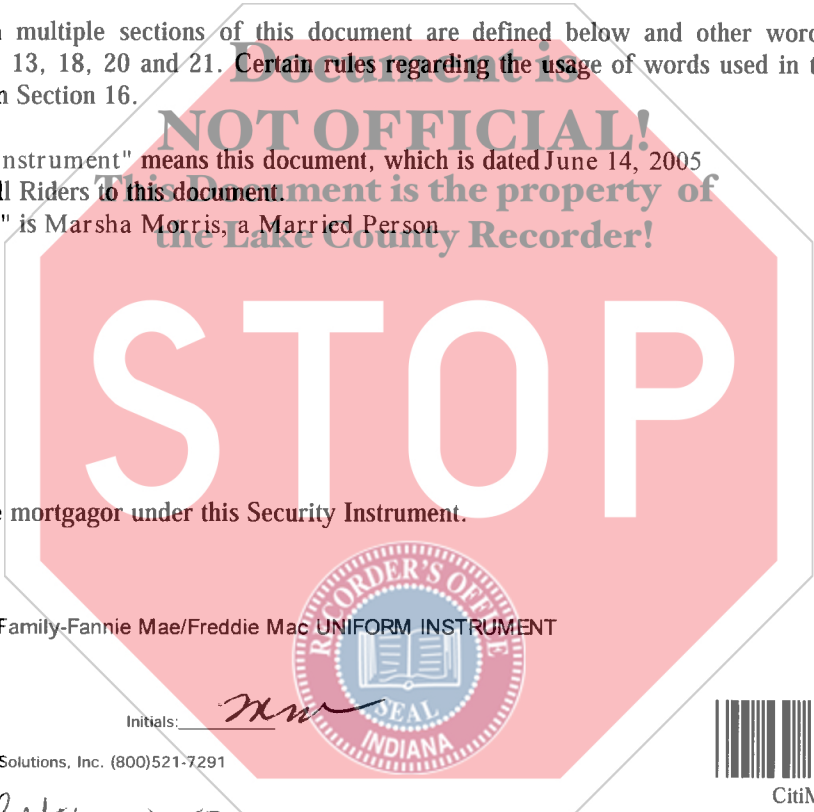 multiple sections of this document are defined below and other word
13, 18, 20 and 21. Certain rules regarding the usage of words used in
Section 16.
Document is
NOT OFFICIAL!
This Document is the property of
the Lake County Recorder!
nstrument" means this document, which is dated June 14, 2005
l Riders to this document.
" is Marsha Morris, a Married Person
STOP
mortgagor under this Security Instrument.
Family-Fannie Mae/Freddie Mac UNIFORM INSTRUMENT
RECORDER'S OFFICE
SEAL
INDIANA
Initials:
Solutions, Inc. (800)521-7291
CitiM